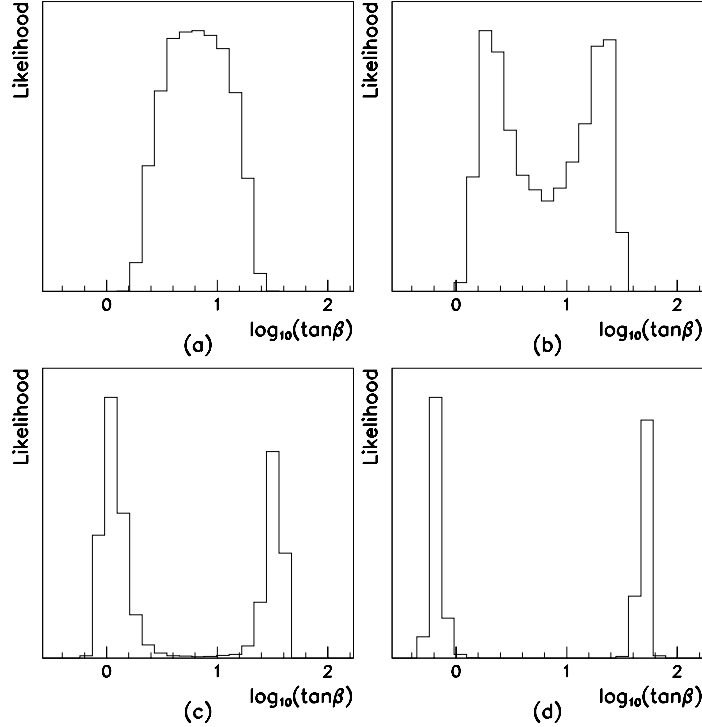 Likelihood
0 1 2
log₁₀(tanβ)
(a)
Likelihood
0 1 2
log₁₀(tanβ)
(b)
Likelihood
0 1 2
log₁₀(tanβ)
(c)
Likelihood
0 1 2
log₁₀(tanβ)
(d)